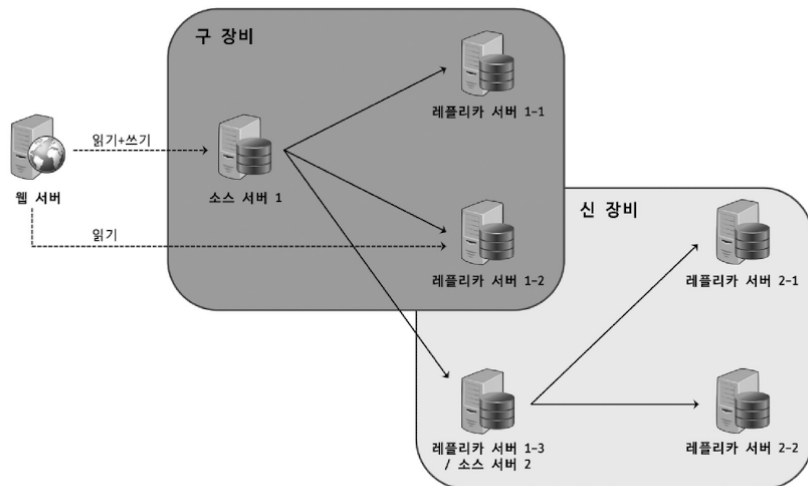 구 장비
레플리카 서버 1-1
읽기+쓰기
웹 서버
소스 서버 1
읽기
레플리카 서버 1-2
신 장비
레플리카 서버 2-1
레플리카 서버 1-3
/ 소스 서버 2
레플리카 서버 2-2